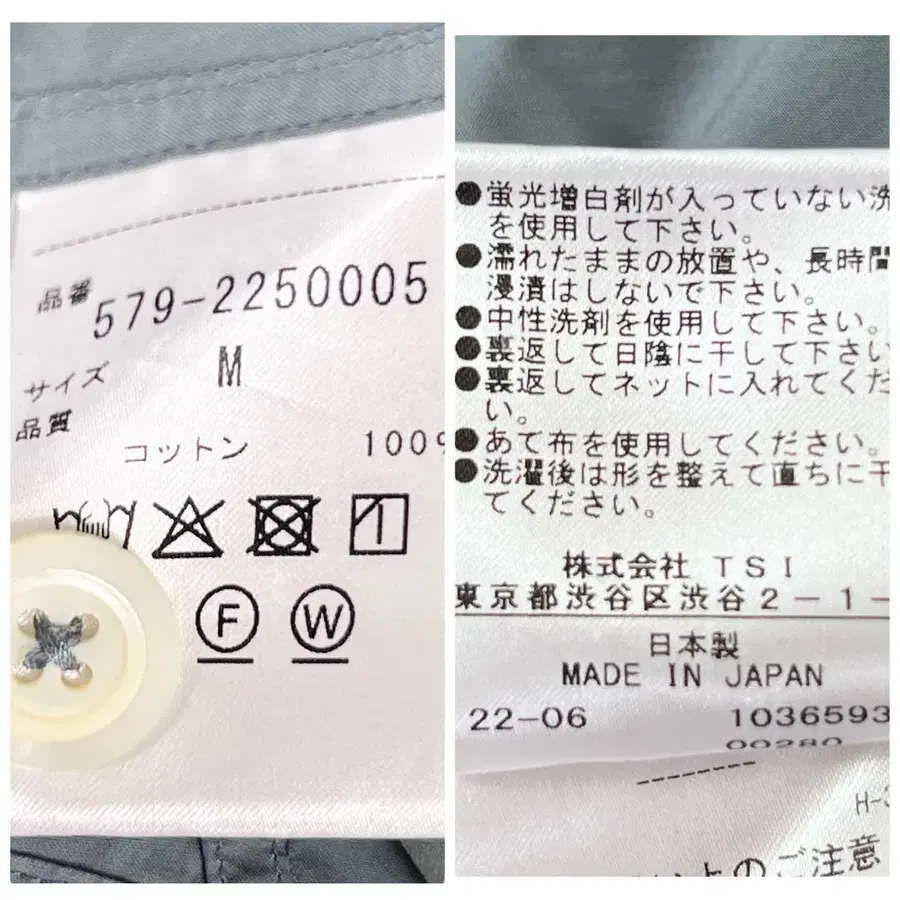 品番 579-2250005
サイズ M
品質
コットン 100%
F W
●蛍光増白剤が入っていない洗
を使用して下さい。
●濡れたままの放置や、長時間
浸漬はしないで下さい。
●中性洗剤を使用して下さい。
●裏返して日陰に干して下さい
●裏返してネットに入れてくだ
い。
●あて布を使用してください。
●洗濯後は形を整えて直ちに干
てください。
株式会社 TSI
東京都渋谷区渋谷2-1-
日本製
MADE IN JAPAN
22-06 1036593
00280
のご注意